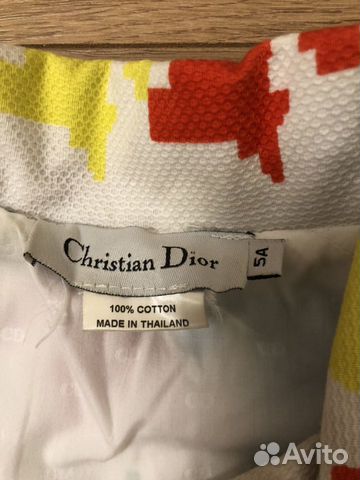 Christian Dior
5A
100% COTTON
MADE IN THAILAND
Avito